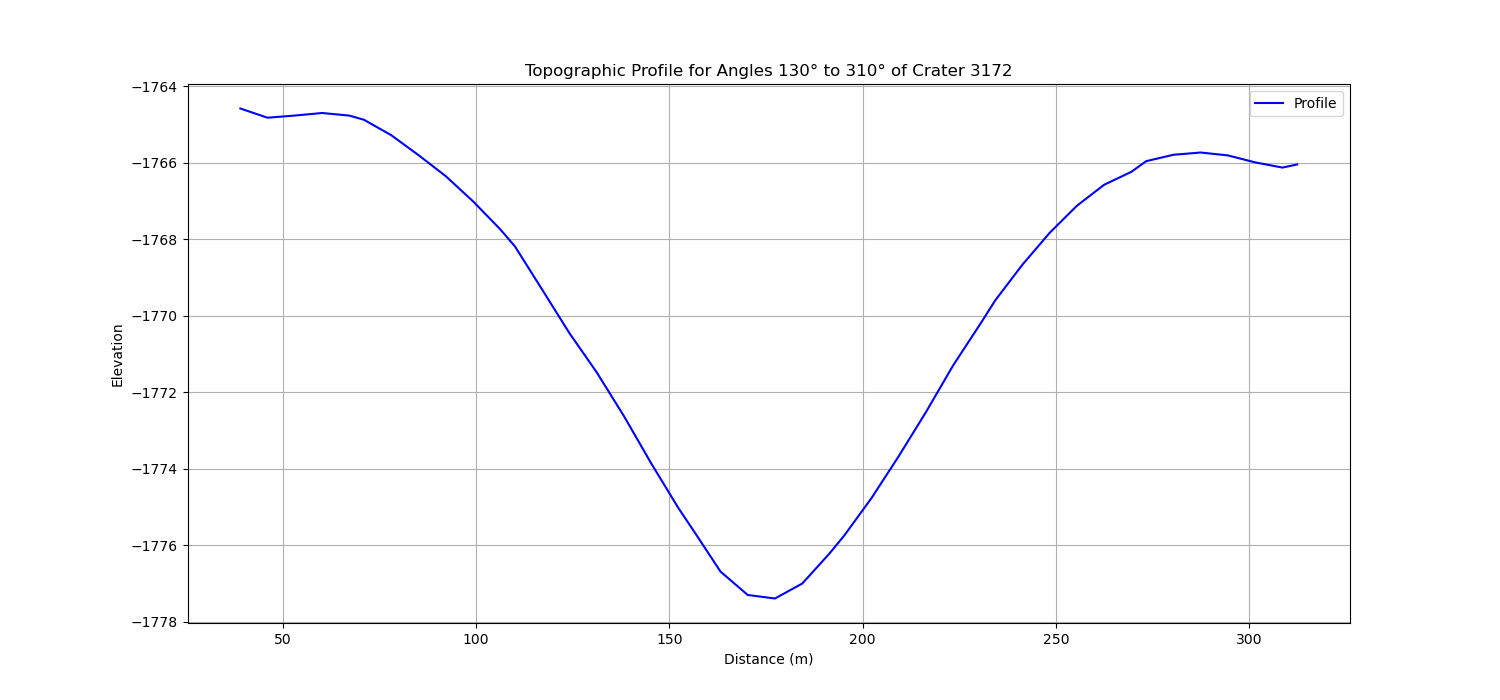 Topographic Profile for Angles 130° to 310° of Crater 3172
Profile
Elevation
−1764
−1766
−1768
−1770
−1772
−1774
−1776
−1778
50 100 150 200 250 300
Distance (m)